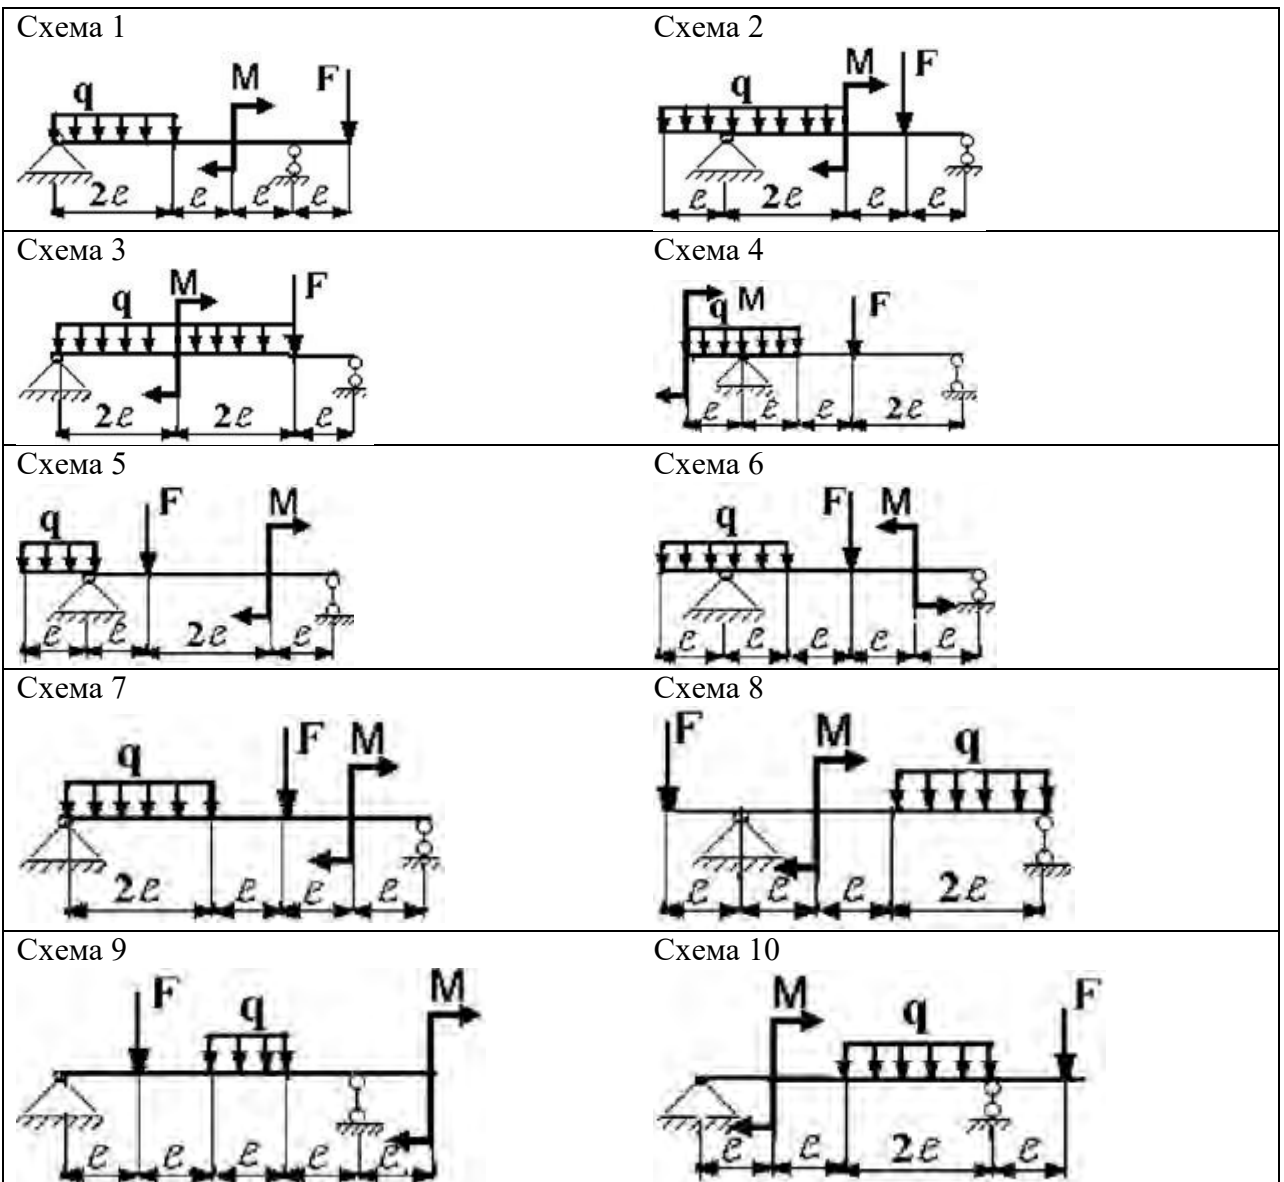 Схема 1
Схема 2
q M F
2ℓ ℓ ℓ ℓ
q M F
ℓ 2ℓ ℓ ℓ
Схема 3
Схема 4
q M F
2ℓ 2ℓ ℓ
q M F
ℓ ℓ ℓ 2ℓ
Схема 5
Схема 6
q F M
ℓ ℓ 2ℓ ℓ
q F M
ℓ ℓ ℓ ℓ ℓ
Схема 7
Схема 8
q F M
2ℓ ℓ ℓ ℓ
F M q
ℓ ℓ ℓ 2ℓ
Схема 9
Схема 10
F q M
ℓ ℓ ℓ ℓ ℓ
M q F
ℓ ℓ 2ℓ ℓ